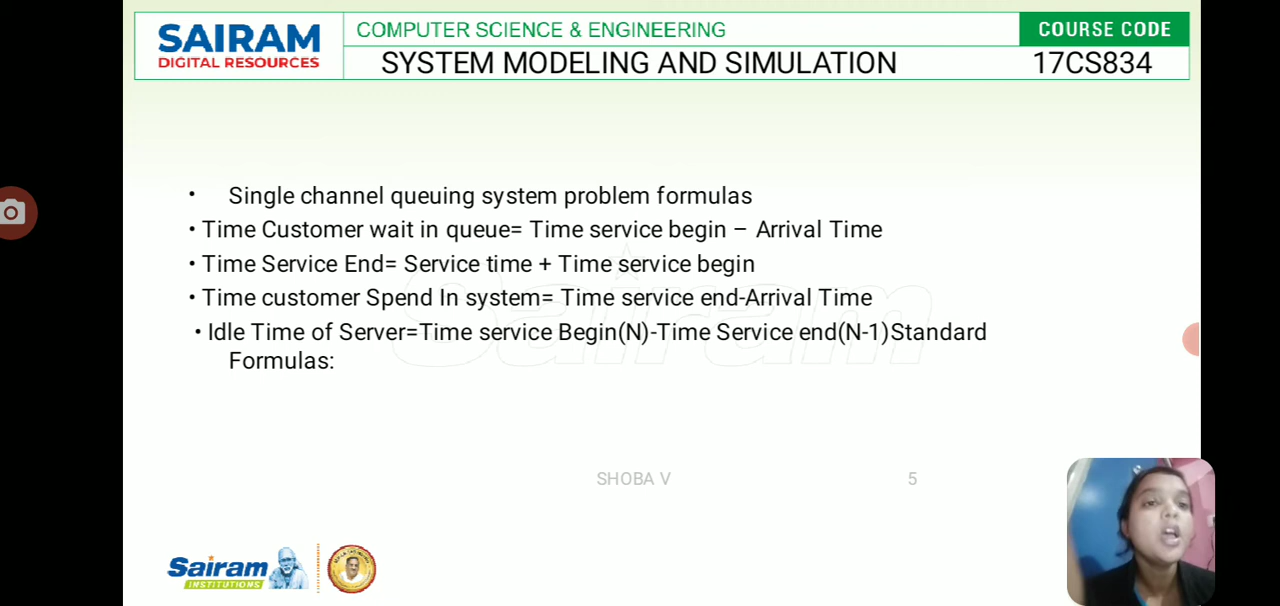 SAIRAM
DIGITAL RESOURCES
COMPUTER SCIENCE & ENGINEERING
COURSE CODE
SYSTEM MODELING AND SIMULATION
17CS834
• Single channel queuing system problem formulas
• Time Customer wait in queue= Time service begin – Arrival Time
• Time Service End= Service time + Time service begin
• Time customer Spend In system= Time service end-Arrival Time
• Idle Time of Server=Time service Begin(N)-Time Service end(N-1)Standard
Formulas:
Sairam
SHOBA V
5
Sairam
INSTITUTIONS